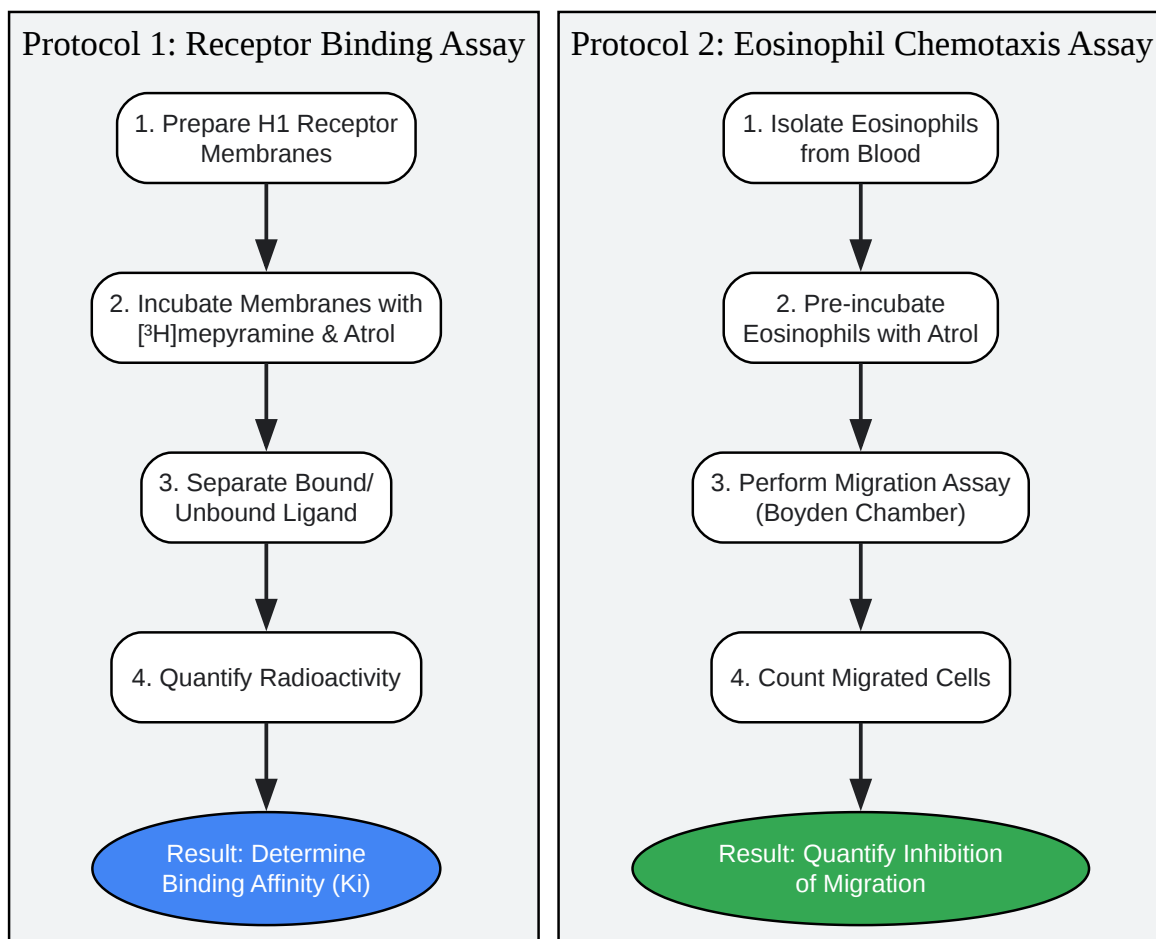 Protocol 1: Receptor Binding Assay
1. Prepare H1 Receptor
Membranes
2. Incubate Membranes with
[³H]mepyramine & Atrol
3. Separate Bound/
Unbound Ligand
4. Quantify Radioactivity
Result: Determine
Binding Affinity (Ki)
Protocol 2: Eosinophil Chemotaxis Assay
1. Isolate Eosinophils
from Blood
2. Pre-incubate
Eosinophils with Atrol
3. Perform Migration Assay
(Boyden Chamber)
4. Count Migrated Cells
Result: Quantify Inhibition
of Migration